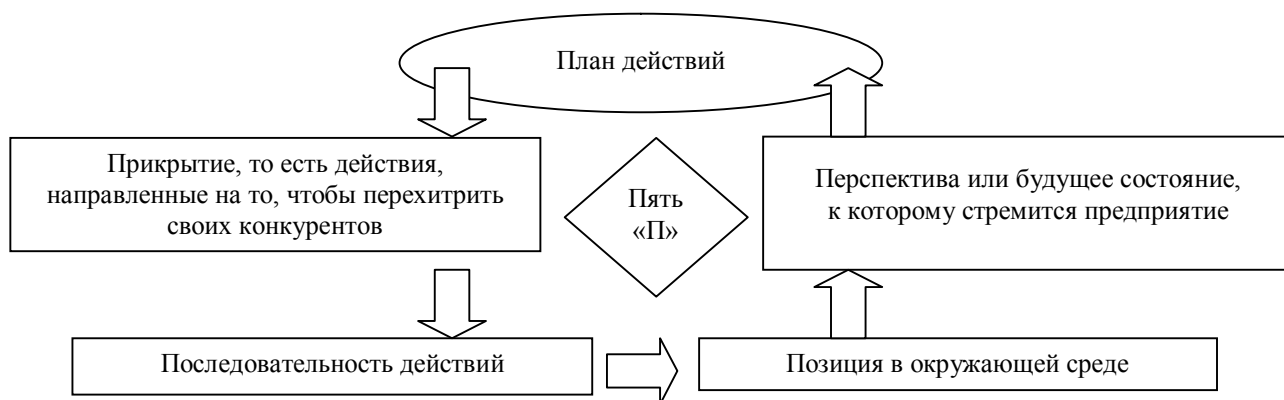 План действий
Прикрытие, то есть действия,
направленные на то, чтобы перехитрить
своих конкурентов
Пять
«П»
Перспектива или будущее состояние,
к которому стремится предприятие
Последовательность действий
Позиция в окружающей среде